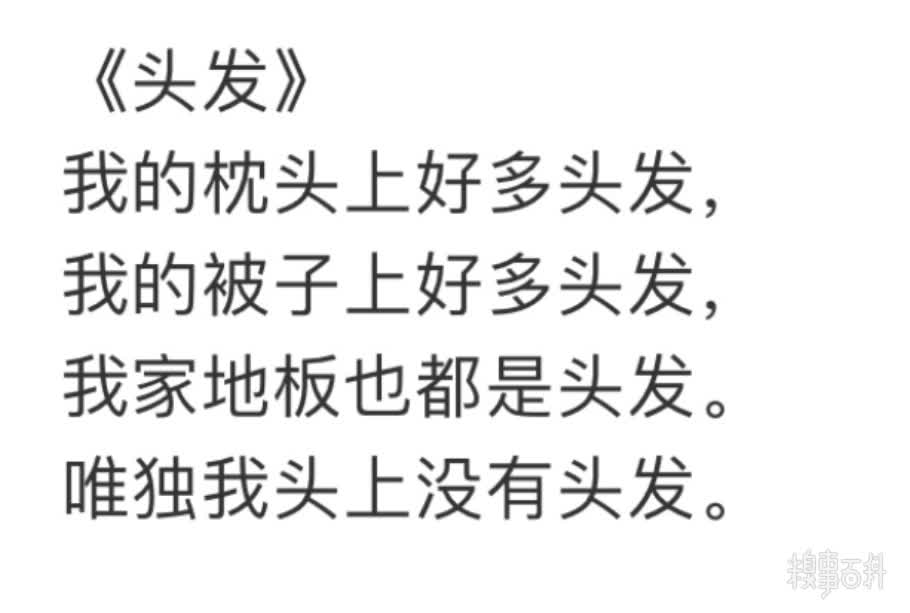 《头发》
我的枕头上好多头发，
我的被子上好多头发，
我家地板也都是头发。
唯独我头上没有头发。
糗事百科